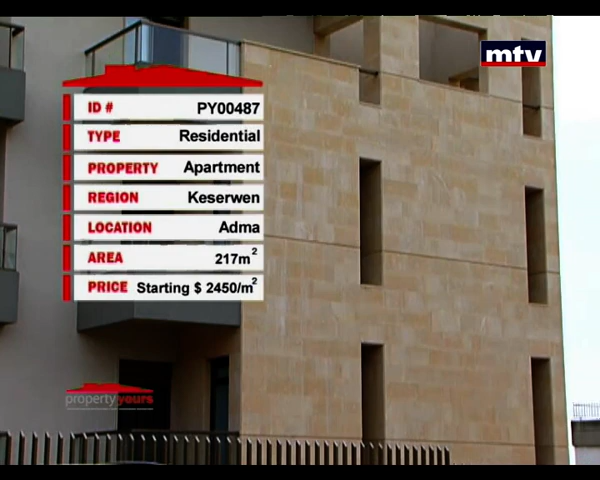 mtv
ID # PY00487
TYPE Residential
PROPERTY Apartment
REGION Keserwen
LOCATION Adma
AREA 217m²
PRICE Starting $ 2450/m²
propertyyours